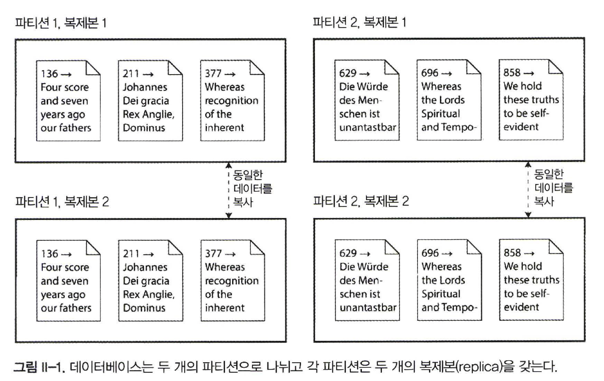 파티션 1, 복제본 1
136 →
Four score
and seven
years ago
our fathers
211 →
Johannes
Dei gracia
Rex Anglie,
Dominus
377 →
Whereas
recognition
of the
inherent
파티션 2, 복제본 1
629 →
Die Würde
des Men-
schen ist
unantastbar
696 →
Whereas
the Lords
Spiritual
and Tempo-
858 →
We hold
these truths
to be self-
evident
동일한
데이터를
복사
동일한
데이터를
복사
파티션 1, 복제본 2
136 →
Four score
and seven
years ago
our fathers
211 →
Johannes
Dei gracia
Rex Anglie,
Dominus
377 →
Whereas
recognition
of the
inherent
파티션 2, 복제본 2
629 →
Die Würde
des Men-
schen ist
unantastbar
696 →
Whereas
the Lords
Spiritual
and Tempo-
858 →
We hold
these truths
to be self-
evident
그림 II-1. 데이터베이스는 두 개의 파티션으로 나뉘고 각 파티션은 두 개의 복제본(replica)을 갖는다.